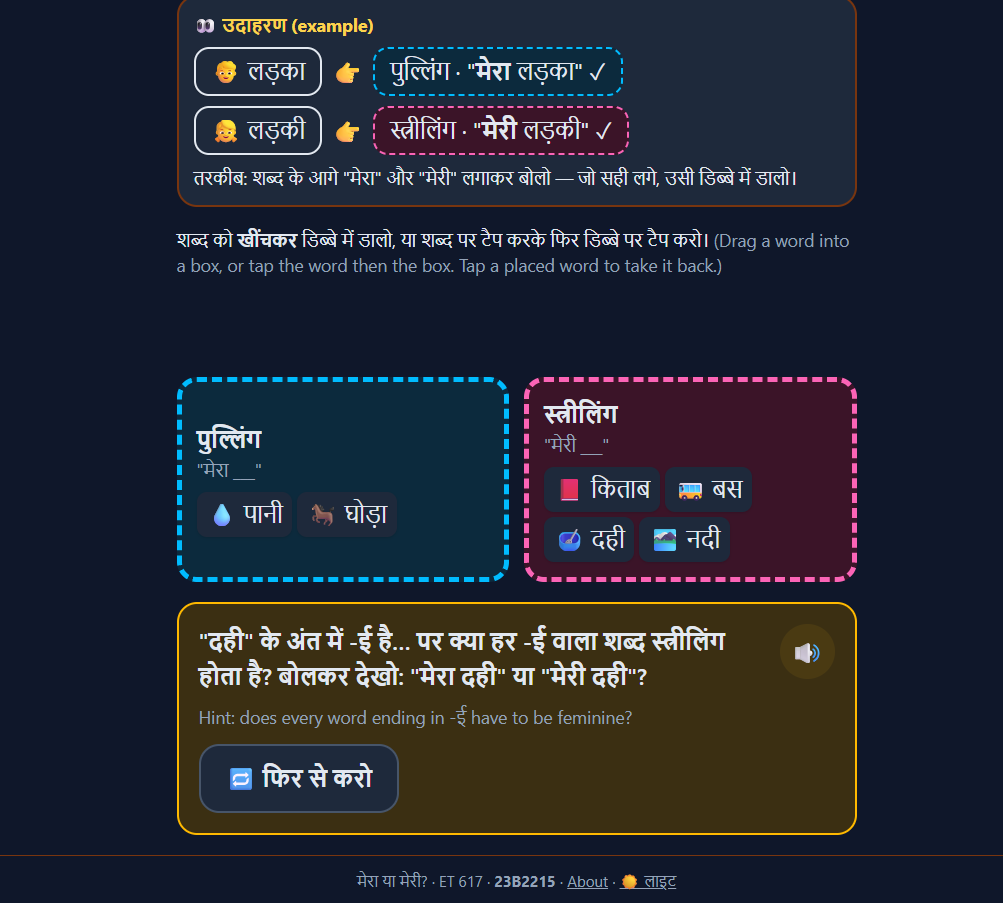 👀 उदाहरण (example)
👦 लड़का 👉 पुल्लिंग · "मेरा लड़का" ✓
👧 लड़की 👉 स्त्रीलिंग · "मेरी लड़की" ✓
तरकीब: शब्द के आगे "मेरा" और "मेरी" लगाकर बोलो — जो सही लगे, उसी डिब्बे में डालो।
शब्द को खींचकर डिब्बे में डालो, या शब्द पर टैप करके फिर डिब्बे पर टैप करो। (Drag a word into
a box, or tap the word then the box. Tap a placed word to take it back.)
पुल्लिंग
"मेरा __"
💧 पानी 🐎 घोड़ा
स्त्रीलिंग
"मेरी __"
📕 किताब 🚌 बस
🥣 दही 🏞️ नदी
"दही" के अंत में -ई है... पर क्या हर -ई वाला शब्द स्त्रीलिंग
होता है? बोलकर देखो: "मेरा दही" या "मेरी दही"?
Hint: does every word ending in -ई have to be feminine?
🔁 फिर से करो
मेरा या मेरी? · ET 617 · 23B2215 · About · ☀️ लाइट